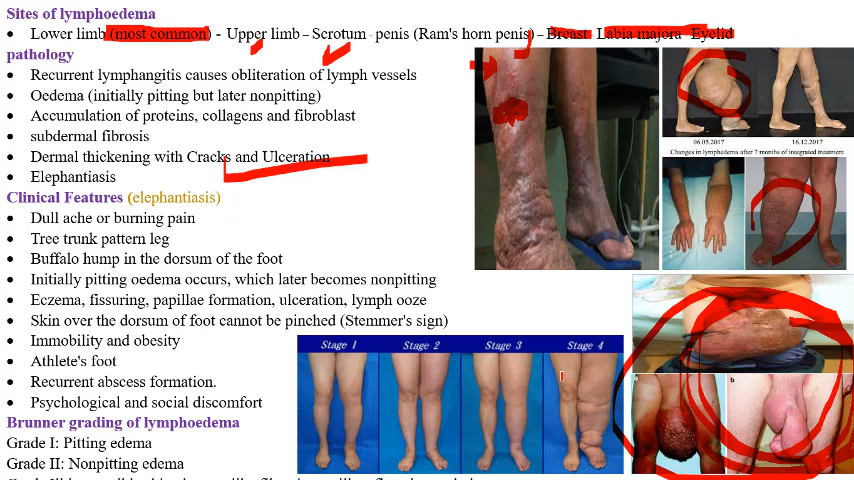 Sites of lymphoedema
Lower limb (most common) - Upper limb – Scrotum - penis (Ram's horn penis) – Breast Labia majora Eyelid
pathology
Recurrent lymphangitis causes obliteration of lymph vessels
Oedema (initially pitting but later nonpitting)
Accumulation of proteins, collagens and fibroblast
subdermal fibrosis
Dermal thickening with Cracks and Ulceration
Elephantiasis
Clinical Features (elephantiasis)
Dull ache or burning pain
Tree trunk pattern leg
Buffalo hump in the dorsum of the foot
Initially pitting oedema occurs, which later becomes nonpitting
Eczema, fissuring, papillae formation, ulceration, lymph ooze
Skin over the dorsum of foot cannot be pinched (Stemmer's sign)
Immobility and obesity
Athlete's foot
Recurrent abscess formation.
Psychological and social discomfort
Brunner grading of lymphoedema
Grade I: Pitting edema
Grade II: Nonpitting edema
06.05.2017 16.12.2017
Changes in lymphedema after 7 months of integrated treatment
Stage 1 Stage 2 Stage 3 Stage 4
a b